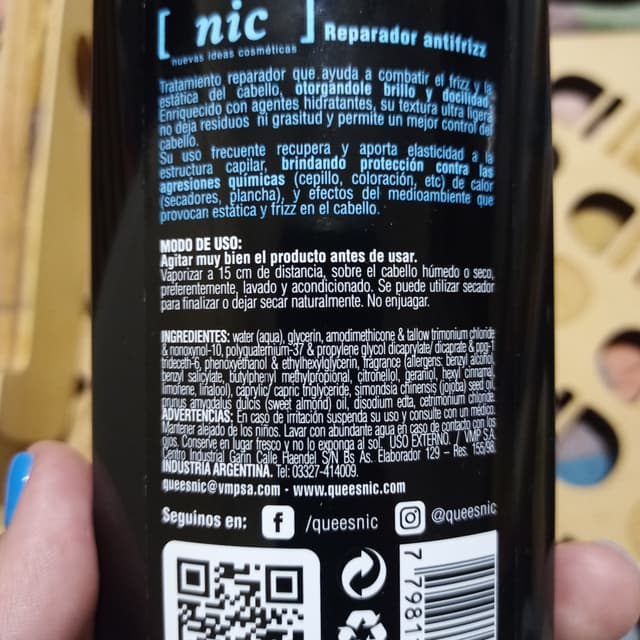 [ nic ]
nuevas ideas cosméticas
Reparador antifrizz
Tratamiento reparador que ayuda a combatir el frizz y la
estática del cabello, otorgándole brillo y docilidad.
Enriquecido con agentes hidratantes, su textura ultra ligera
no deja residuos ni grasitud y permite un mejor control del
cabello.
Su uso frecuente recupera y aporta elasticidad a la
estructura capilar, brindando protección contra las
agresiones químicas (cepillo, coloración, etc) de calor
(secadores, plancha), y efectos del medioambiente que
provocan estática y frizz en el cabello.
MODO DE USO:
Agitar muy bien el producto antes de usar.
Vaporizar a 15 cm de distancia, sobre el cabello húmedo o seco,
preferentemente, lavado y acondicionado. Se puede utilizar secador
para finalizar o dejar secar naturalmente. No enjuagar.
INGREDIENTES: water (aqua), glycerin, amodimethicone & tallow trimonium chloride
& nonoxynol-10, polyquaternium-37 & propylene glycol dicaprylate/ dicaprate & ppg-1
trideceth-6, phenoxyethanol & ethylhexylglycerin, fragrance (allergens: benzyl alcohol,
benzyl salicylate, butylphenyl methylpropional, citronellol, geraniol, hexyl cinnamal,
limonene, linalool), caprylic/ capric triglyceride, simondsia chinensis (jojoba) seed oil,
prunus amygdalus dulcis (sweet almond) oil, disodium edta, cetrimonium chloride.
ADVERTENCIAS: En caso de irritación suspenda su uso y consulte con un médico.
Mantener alejado de los niños. Lavar con abundante agua en caso de contacto con los
ojos. Conserve en lugar fresco y no lo exponga al sol. USO EXTERNO. / VMP S.A.
Centro Industrial Garín Calle Haendel S/N Bs As. Elaborador 129 – Res. 155/98.
INDUSTRIA ARGENTINA. Tel: 03327-414009.
queesnic@vmpsa.com - www.queesnic.com
Seguinos en: f /queesnic @queesnic
7 7981